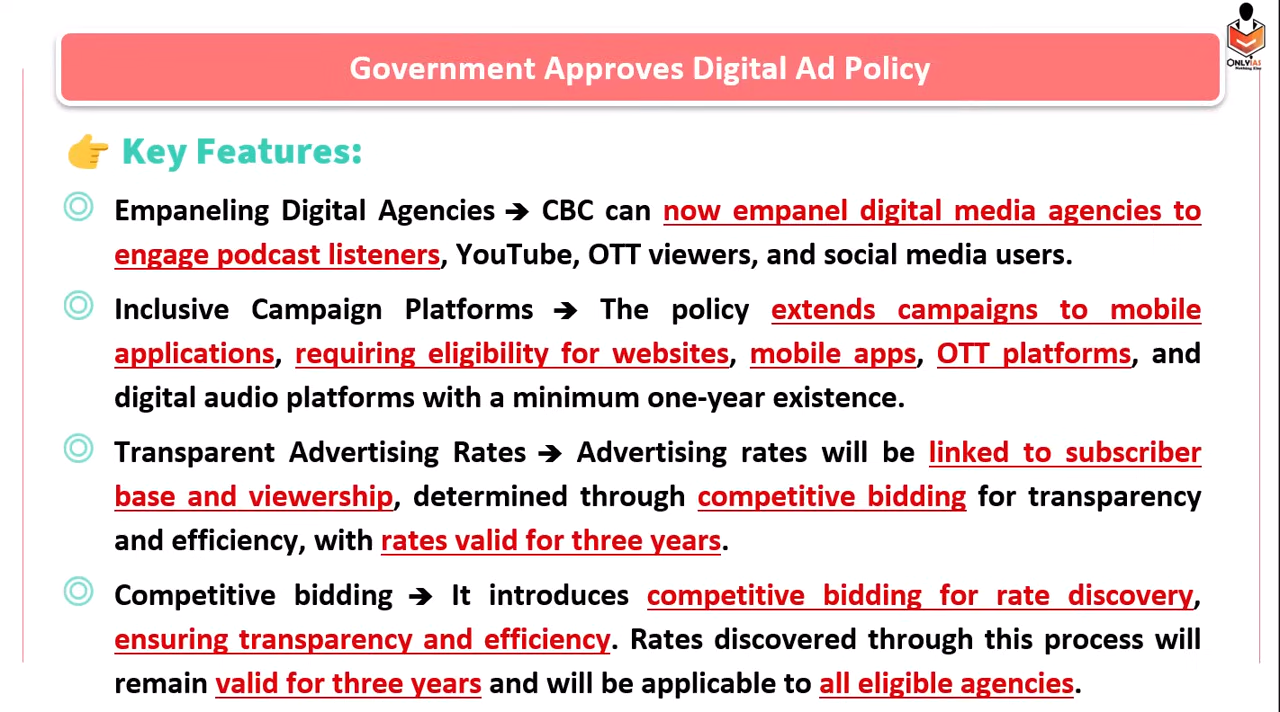 ONLYIAS
Nothing Else
Government Approves Digital Ad Policy
Key Features:
Empaneling Digital Agencies ➔ CBC can now empanel digital media agencies to
engage podcast listeners, YouTube, OTT viewers, and social media users.
Inclusive Campaign Platforms ➔ The policy extends campaigns to mobile
applications, requiring eligibility for websites, mobile apps, OTT platforms, and
digital audio platforms with a minimum one-year existence.
Transparent Advertising Rates ➔ Advertising rates will be linked to subscriber
base and viewership, determined through competitive bidding for transparency
and efficiency, with rates valid for three years.
Competitive bidding ➔ It introduces competitive bidding for rate discovery,
ensuring transparency and efficiency. Rates discovered through this process will
remain valid for three years and will be applicable to all eligible agencies.